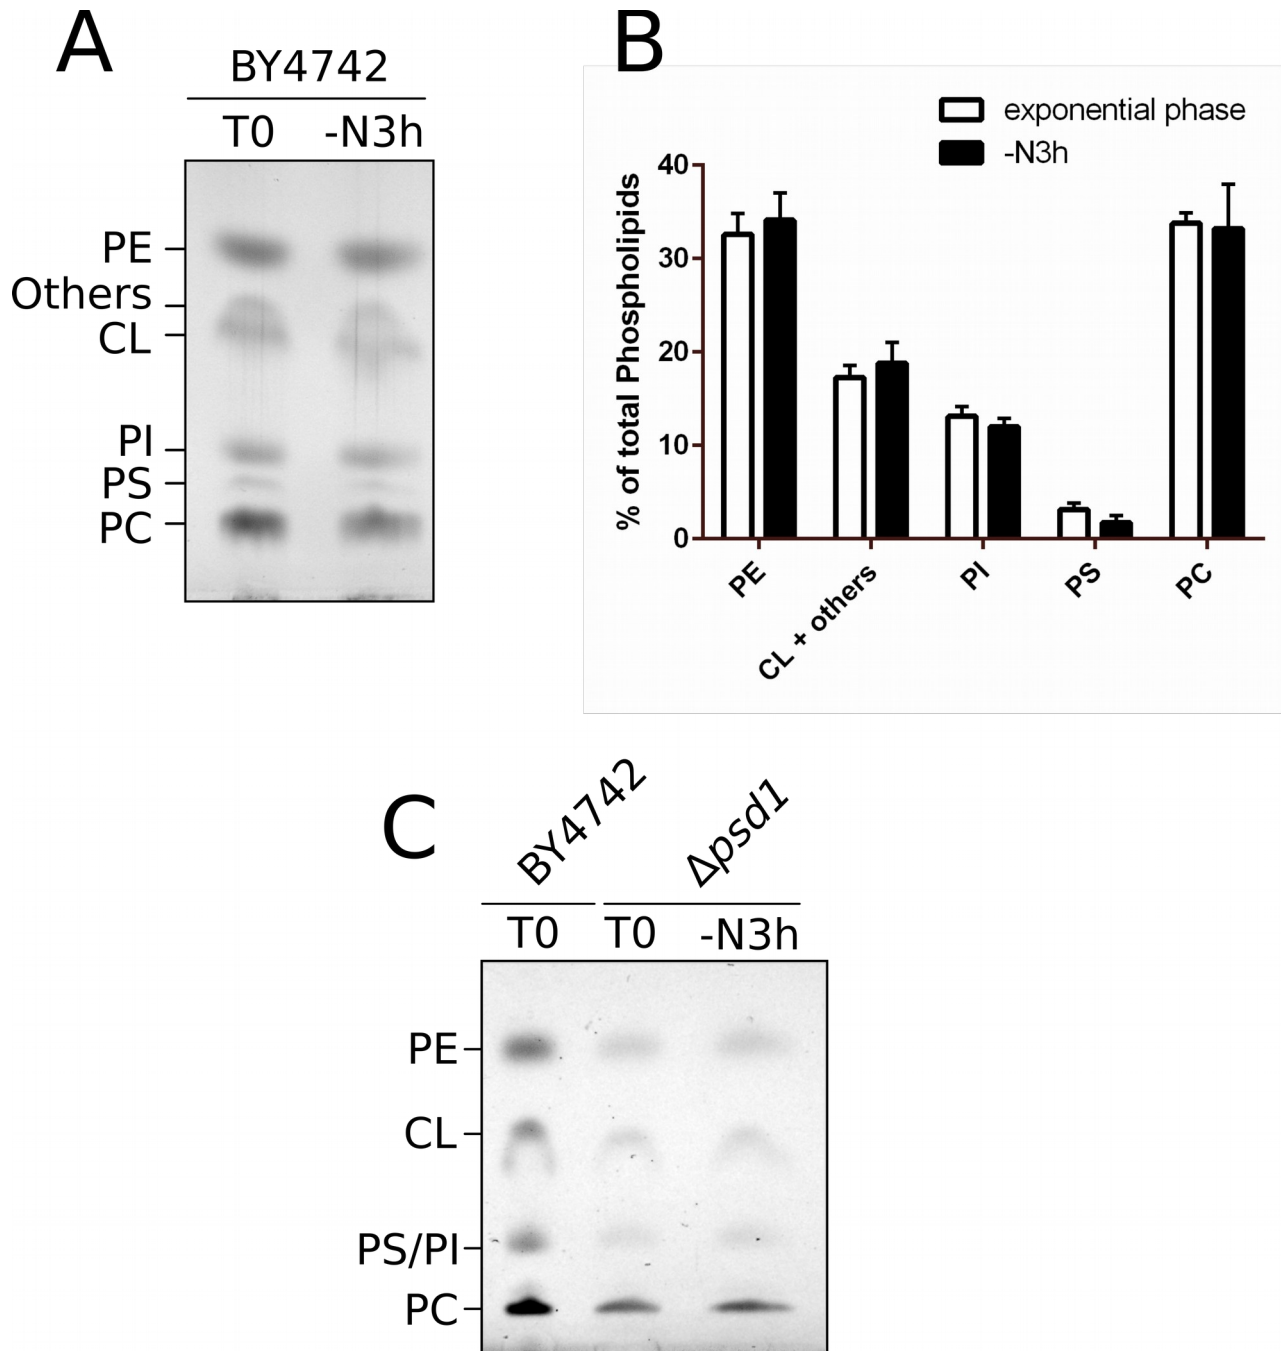 A
BY4742
T0 -N3h
PE
Others
CL
PI
PS
PC
B
exponential phase
-N3h
% of total Phospholipids
40
30
20
10
0
PE
CL + others
PI
PS
PC
C
BY4742 Δpsd1
T0 T0 -N3h
PE
CL
PS/PI
PC